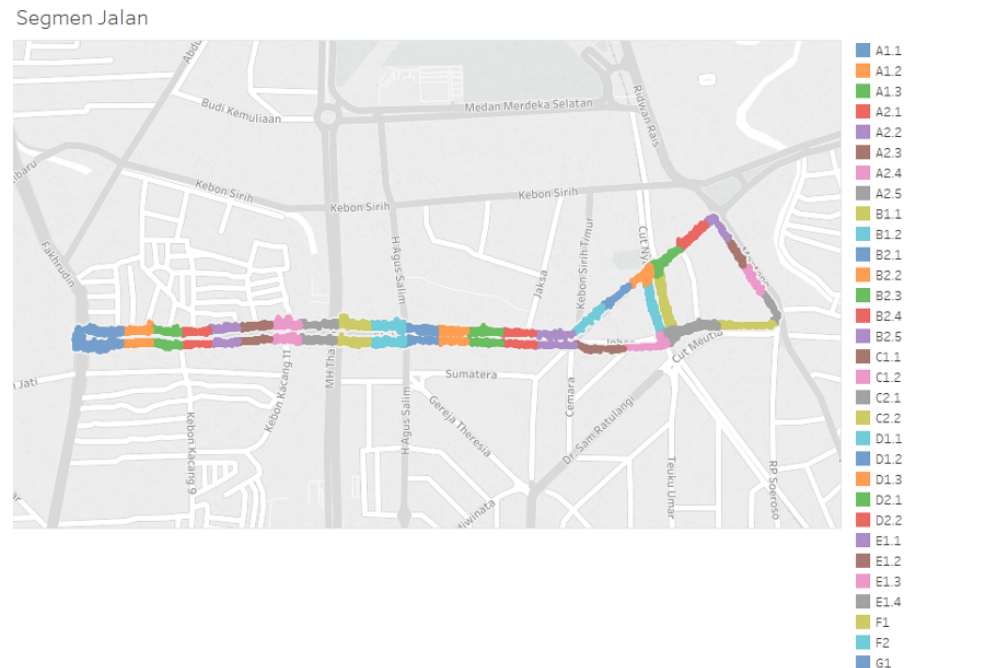 Segmen Jalan
Budi Kemuliaan
Medan Merdeka Selatan
Ridwan Rais
Kebon Sirih
Kebon Sirih
Kebon Sirih
Fakhrudin
H Agus Salim
Jaksa
Kebon Sirih Timur
Cut Ny
MH Tha
Kebon Kacang 11
Kebon Kacang 9
Sumatera
H Agus Salim
Gereja Theresia
Cemara
Dr. Sam Ratulangi
Cut Meutia
Teuku Umar
RP Soeroso
A1.1
A1.2
A1.3
A2.1
A2.2
A2.3
A2.4
A2.5
B1.1
B1.2
B2.1
B2.2
B2.3
B2.4
B2.5
C1.1
C1.2
C2.1
C2.2
D1.1
D1.2
D1.3
D2.1
D2.2
E1.1
E1.2
E1.3
E1.4
F1
F2
G1